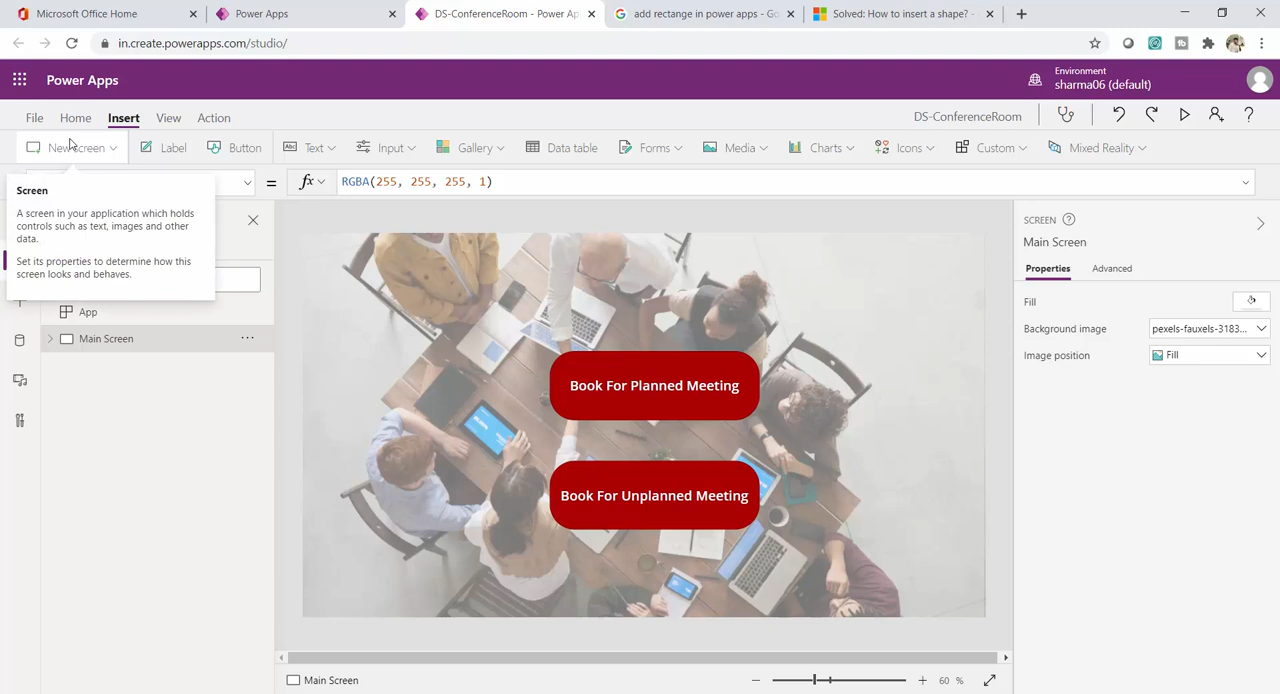 Microsoft Office Home
Power Apps
DS-ConferenceRoom - Power Ap
add rectange in power apps - Go
Solved: How to insert a shape? -
in.create.powerapps.com/studio/
Power Apps
Environment
sharma06 (default)
File
Home
Insert
View
Action
DS-ConferenceRoom
New screen
Label
Button
Text
Input
Gallery
Data table
Forms
Media
Charts
Icons
Custom
Mixed Reality
=
fx
RGBA(255, 255, 255, 1)
Screen
A screen in your application which holds
controls such as text, images and other
data.
Set its properties to determine how this
screen looks and behaves.
App
Main Screen
...
Book For Planned Meeting
Book For Unplanned Meeting
SCREEN
Main Screen
Properties
Advanced
Fill
Background image
pexels-fauxels-3183...
Image position
Fill
Main Screen
60 %